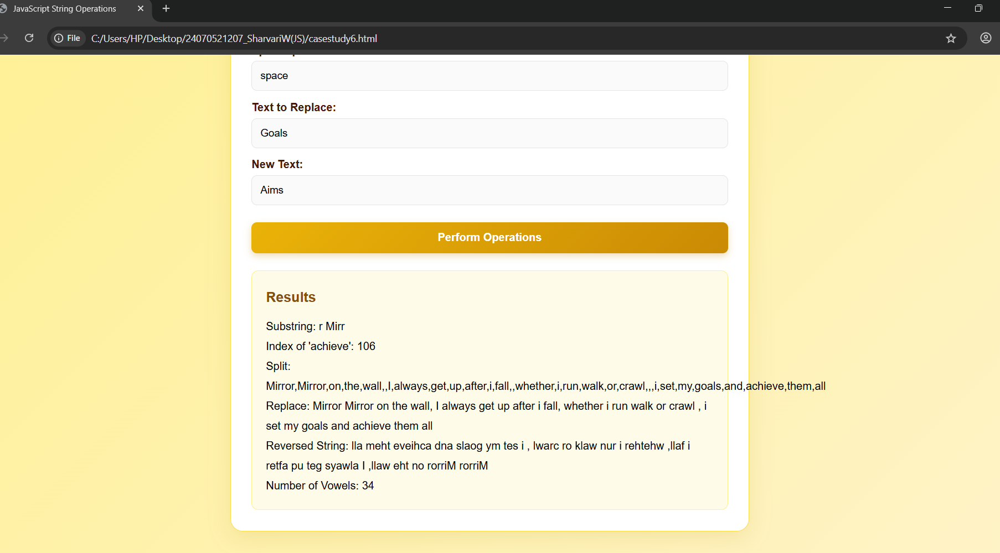 JavaScript String Operations
File C:/Users/HP/Desktop/24070521207_SharvariW(JS)/casestudy6.html
space
Text to Replace:
Goals
New Text:
Aims
Perform Operations
Results
Substring: r Mirr
Index of 'achieve': 106
Split:
Mirror,Mirror,on,the,wall,,I,always,get,up,after,i,fall,,whether,i,run,walk,or,crawl,,,i,set,my,goals,and,achieve,them,all
Replace: Mirror Mirror on the wall, I always get up after i fall, whether i run walk or crawl , i
set my goals and achieve them all
Reversed String: lla meht eveihca dna slaog ym tes i , lwarc ro klaw nur i rehtehw ,llaf i
retfa pu teg syawla I ,llaw eht no rorriM rorriM
Number of Vowels: 34